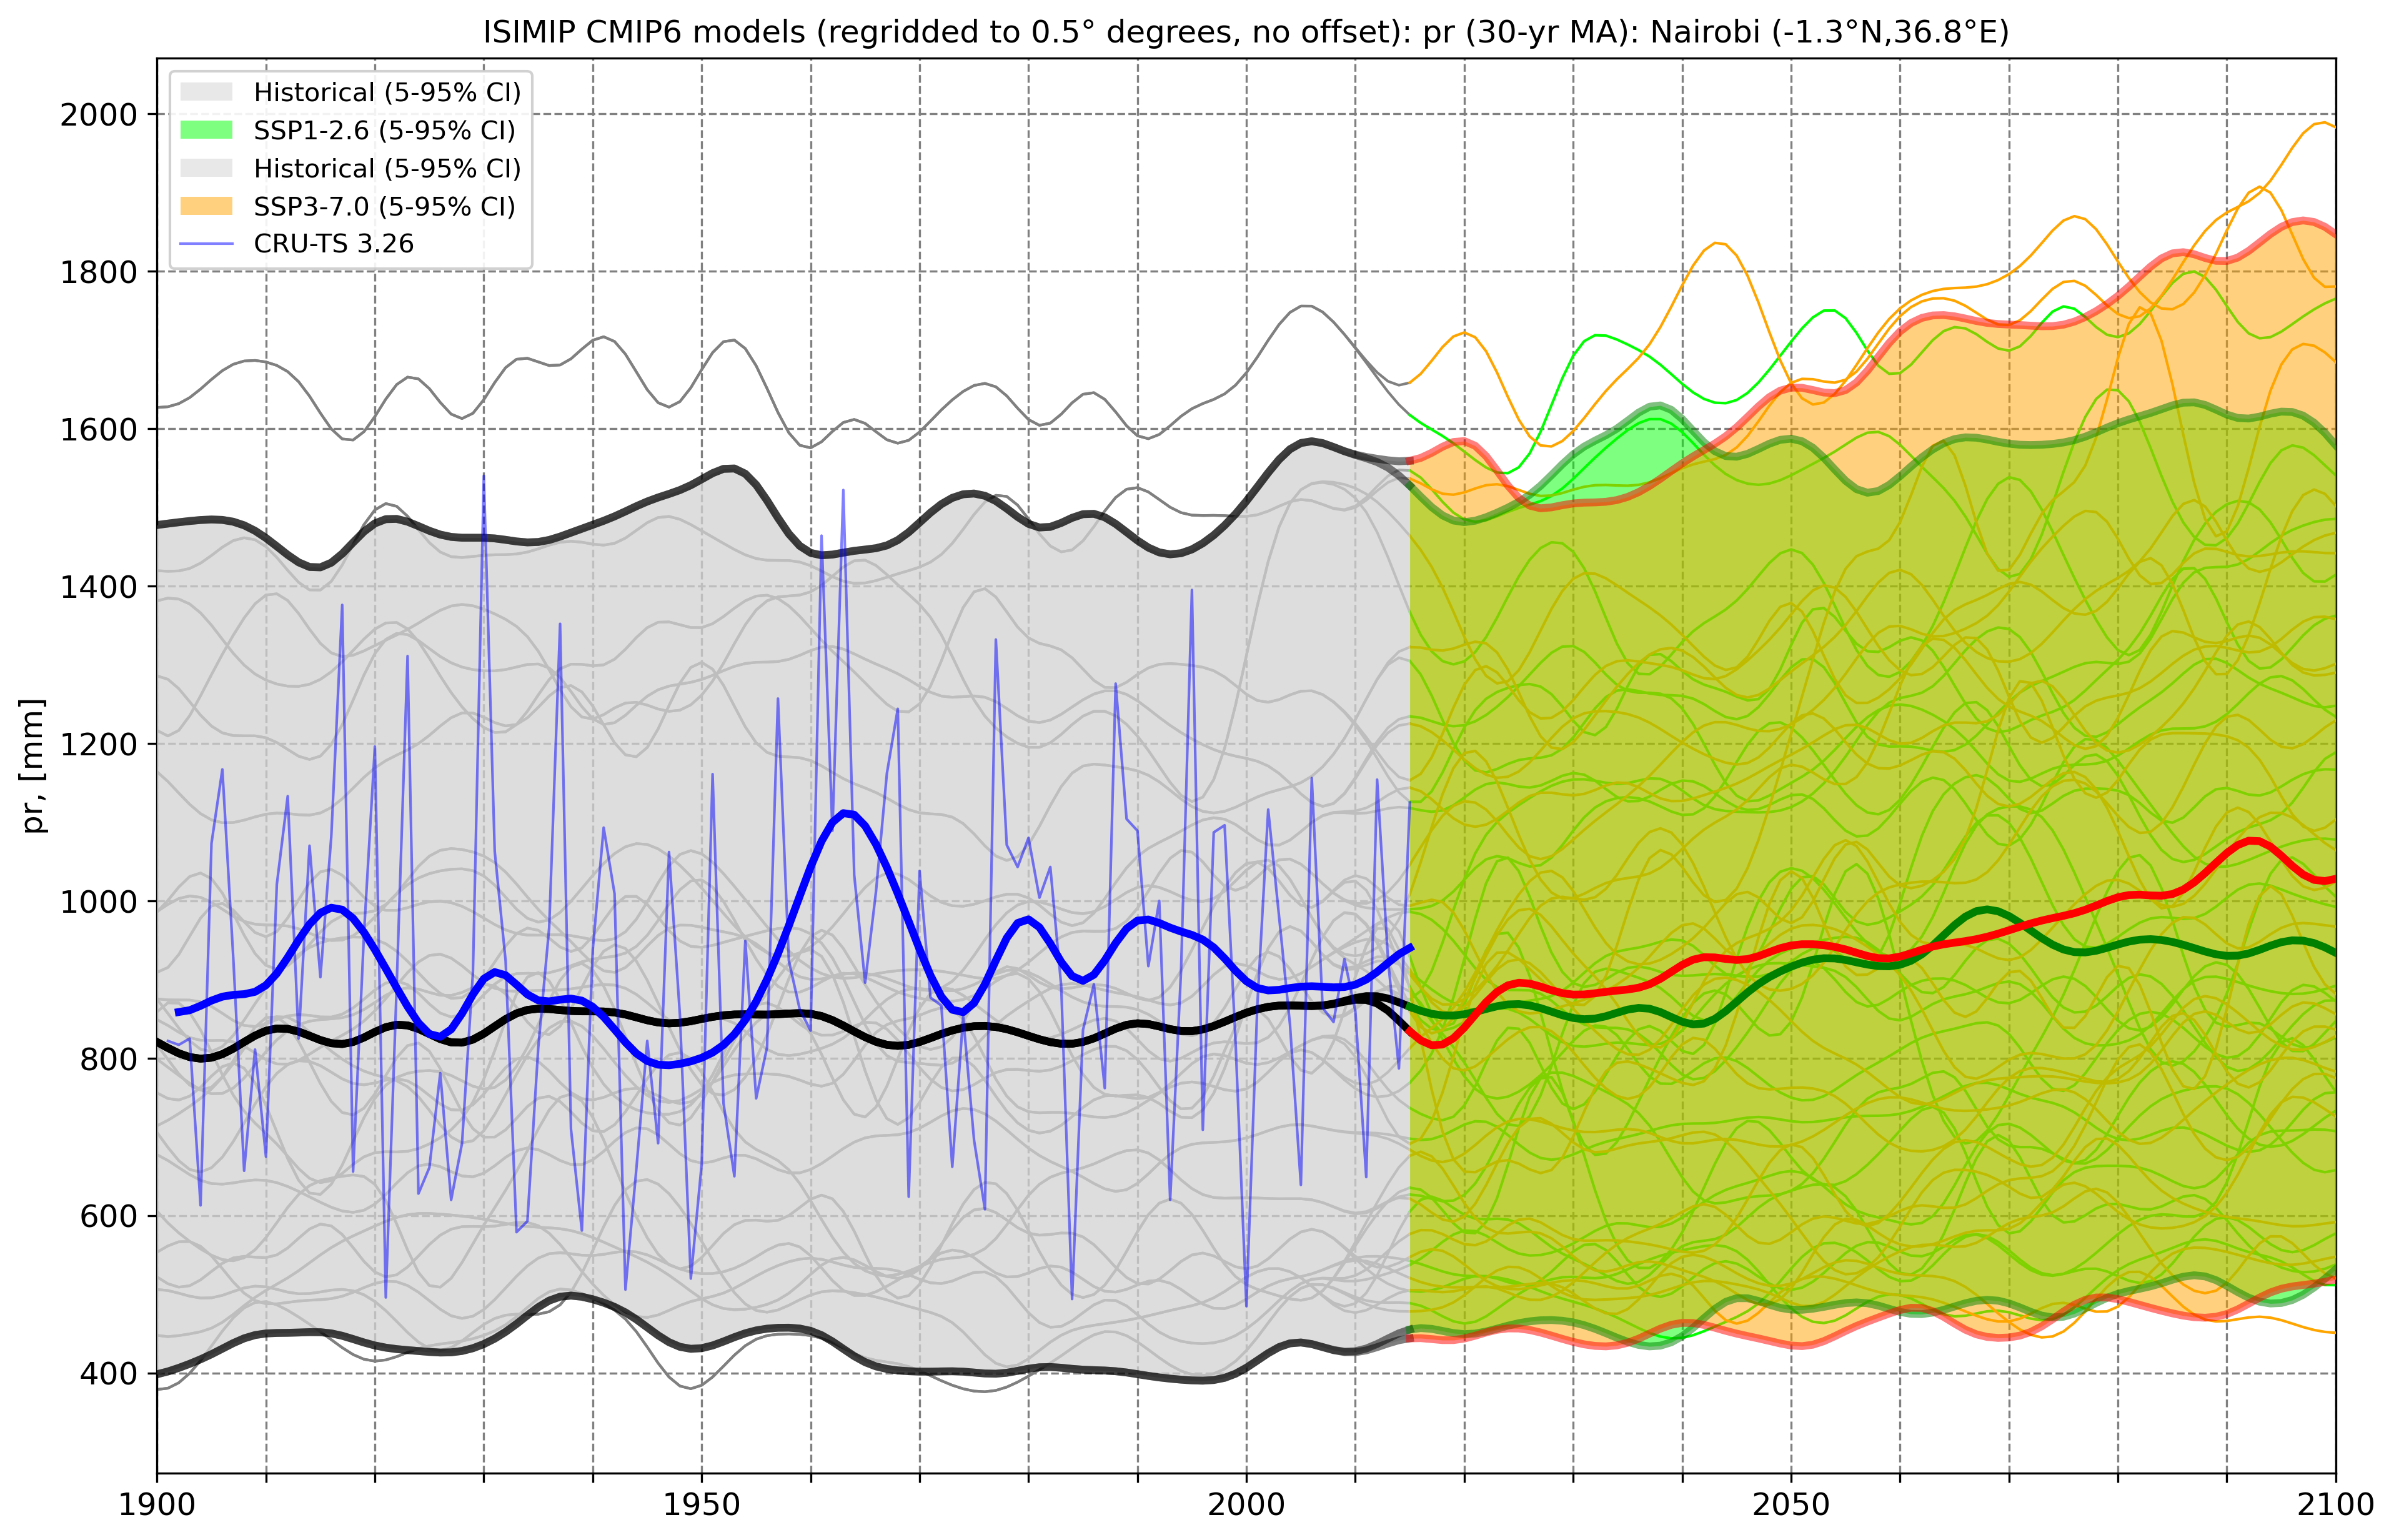 ISIMIP CMIP6 models (regridded to 0.5° degrees, no offset): pr (30-yr MA): Nairobi (-1.3°N,36.8°E)
Historical (5-95% CI)
SSP1-2.6 (5-95% CI)
Historical (5-95% CI)
SSP3-7.0 (5-95% CI)
CRU-TS 3.26
pr, [mm]
2000
1800
1600
1400
1200
1000
800
600
400
1900 1950 2000 2050 2100